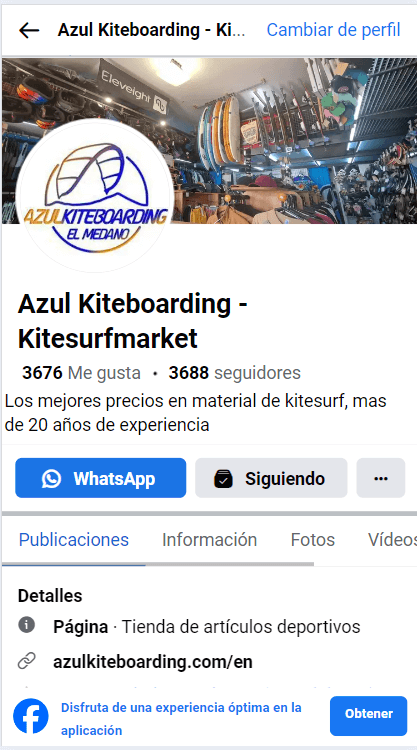 Azul Kiteboarding - Ki...
Cambiar de perfil
Eleveight
AZULKITEBOARDING
EL MEDANO
Azul Kiteboarding -
Kitesurfmarket
3676 Me gusta • 3688 seguidores
Los mejores precios en material de kitesurf, mas
de 20 años de experiencia
WhatsApp
Siguiendo
Publicaciones
Información
Fotos
Vídeos
Detalles
Página · Tienda de artículos deportivos
azulkiteboarding.com/en
Disfruta de una experiencia óptima en la
aplicación
Obtener